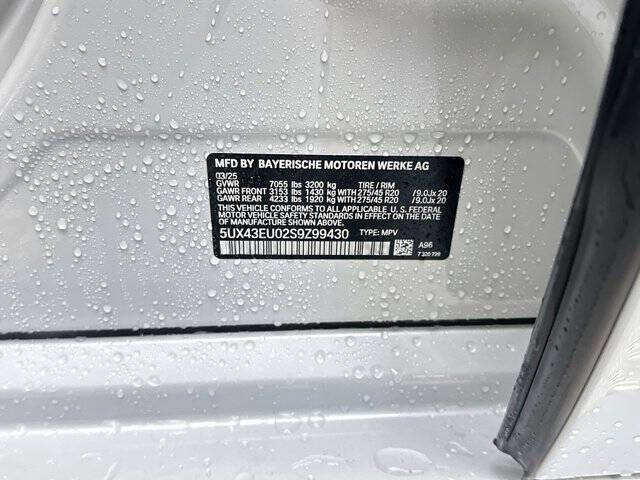 MFD BY BAYERISCHE MOTOREN WERKE AG
03/25
GVWR 7055 lbs 3200 kg TIRE / RIM
GAWR FRONT 3153 lbs 1430 kg WITH 275/45 R20 /9.0Jx 20
GAWR REAR 4233 lbs 1920 kg WITH 275/45 R20 /9.0Jx 20
THIS VEHICLE CONFORMS TO ALL APPLICABLE U.S.
FEDERAL MOTOR VEHICLE SAFETY STANDARDS IN EFFECT
ON THE DATE OF MANUFACTURE SHOWN ABOVE.
5UX43EU02S9Z99430 TYPE: MPV
A96